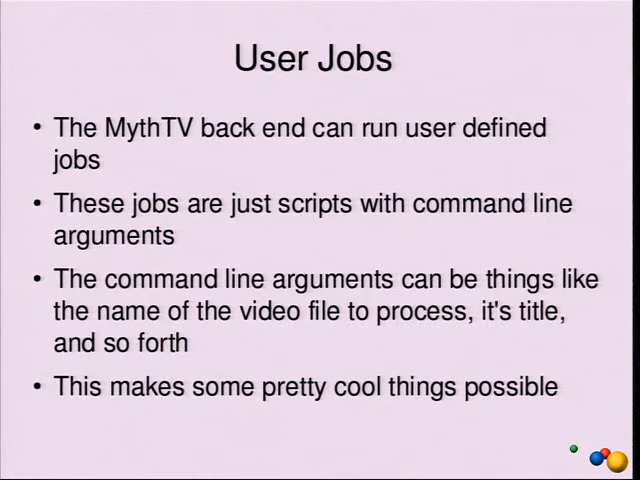 User Jobs
• The MythTV back end can run user defined
jobs
• These jobs are just scripts with command line
arguments
• The command line arguments can be things like
the name of the video file to process, it's title,
and so forth
• This makes some pretty cool things possible